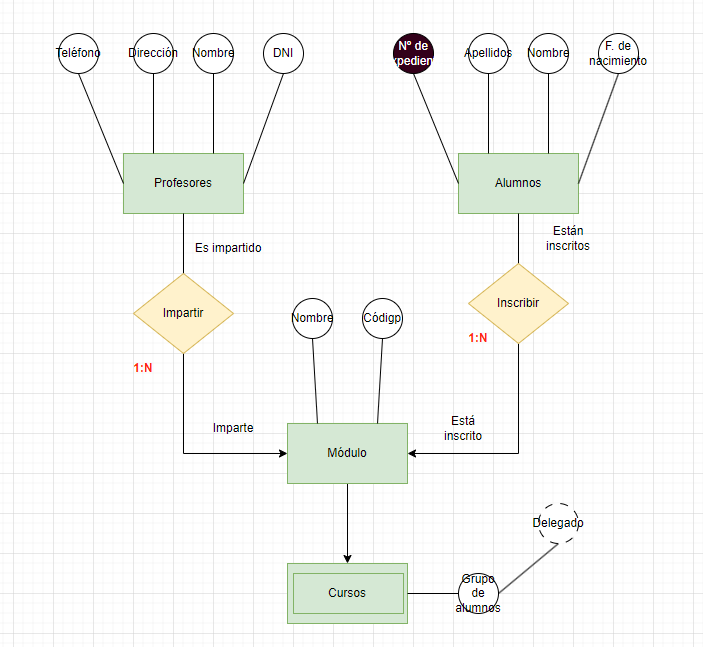 Teléfono
Dirección
Nombre
DNI
Nº de
xpedien
Apellidos
Nombre
F. de
nacimiento
Profesores
Alumnos
Es impartido
Están
inscritos
Impartir
Inscribir
Nombre
Códigp
1:N
1:N
Imparte
Está
inscrito
Módulo
Delegado
Cursos
Grupo
de
alumnos